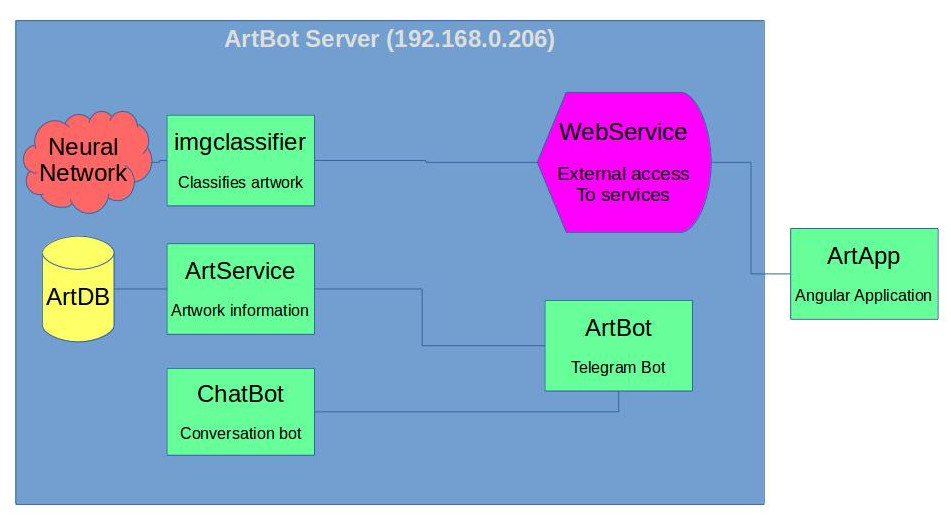 ArtBot Server (192.168.0.206)
Neural
Network
imgclassifier
Classifies artwork
WebService
External access
To services
ArtDB
ArtService
Artwork information
ArtApp
Angular Application
ArtBot
Telegram Bot
ChatBot
Conversation bot